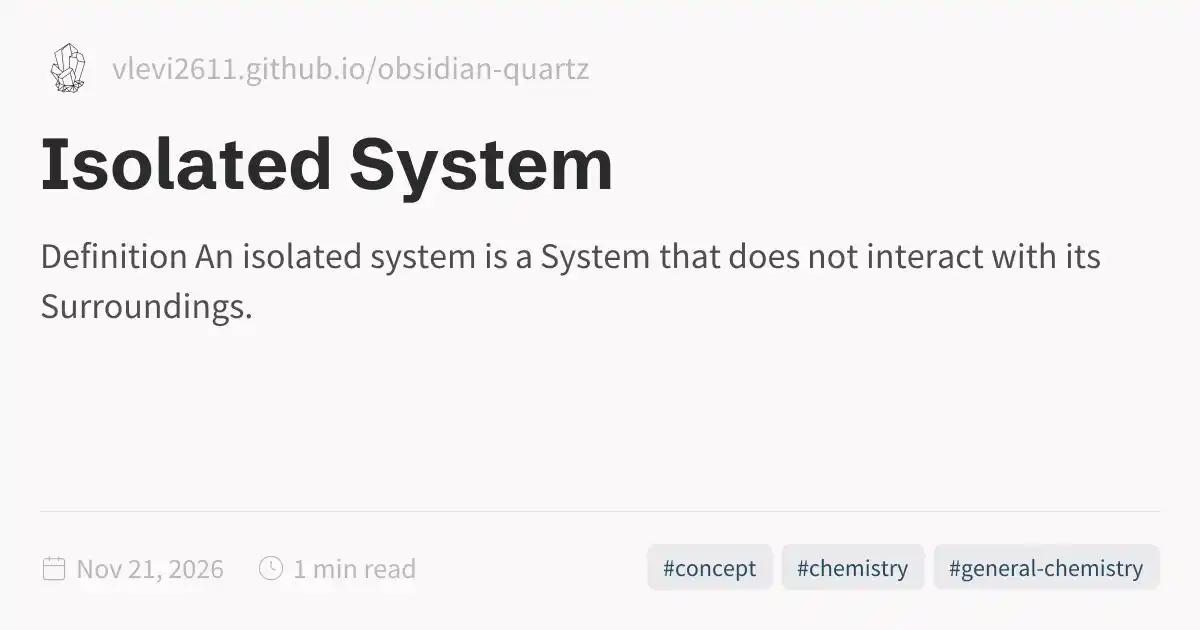 vlevi2611.github.io/obsidian-quartz
Isolated System
Definition An isolated system is a System that does not interact with its
Surroundings.
Nov 21, 2026 1 min read #concept #chemistry #general-chemistry